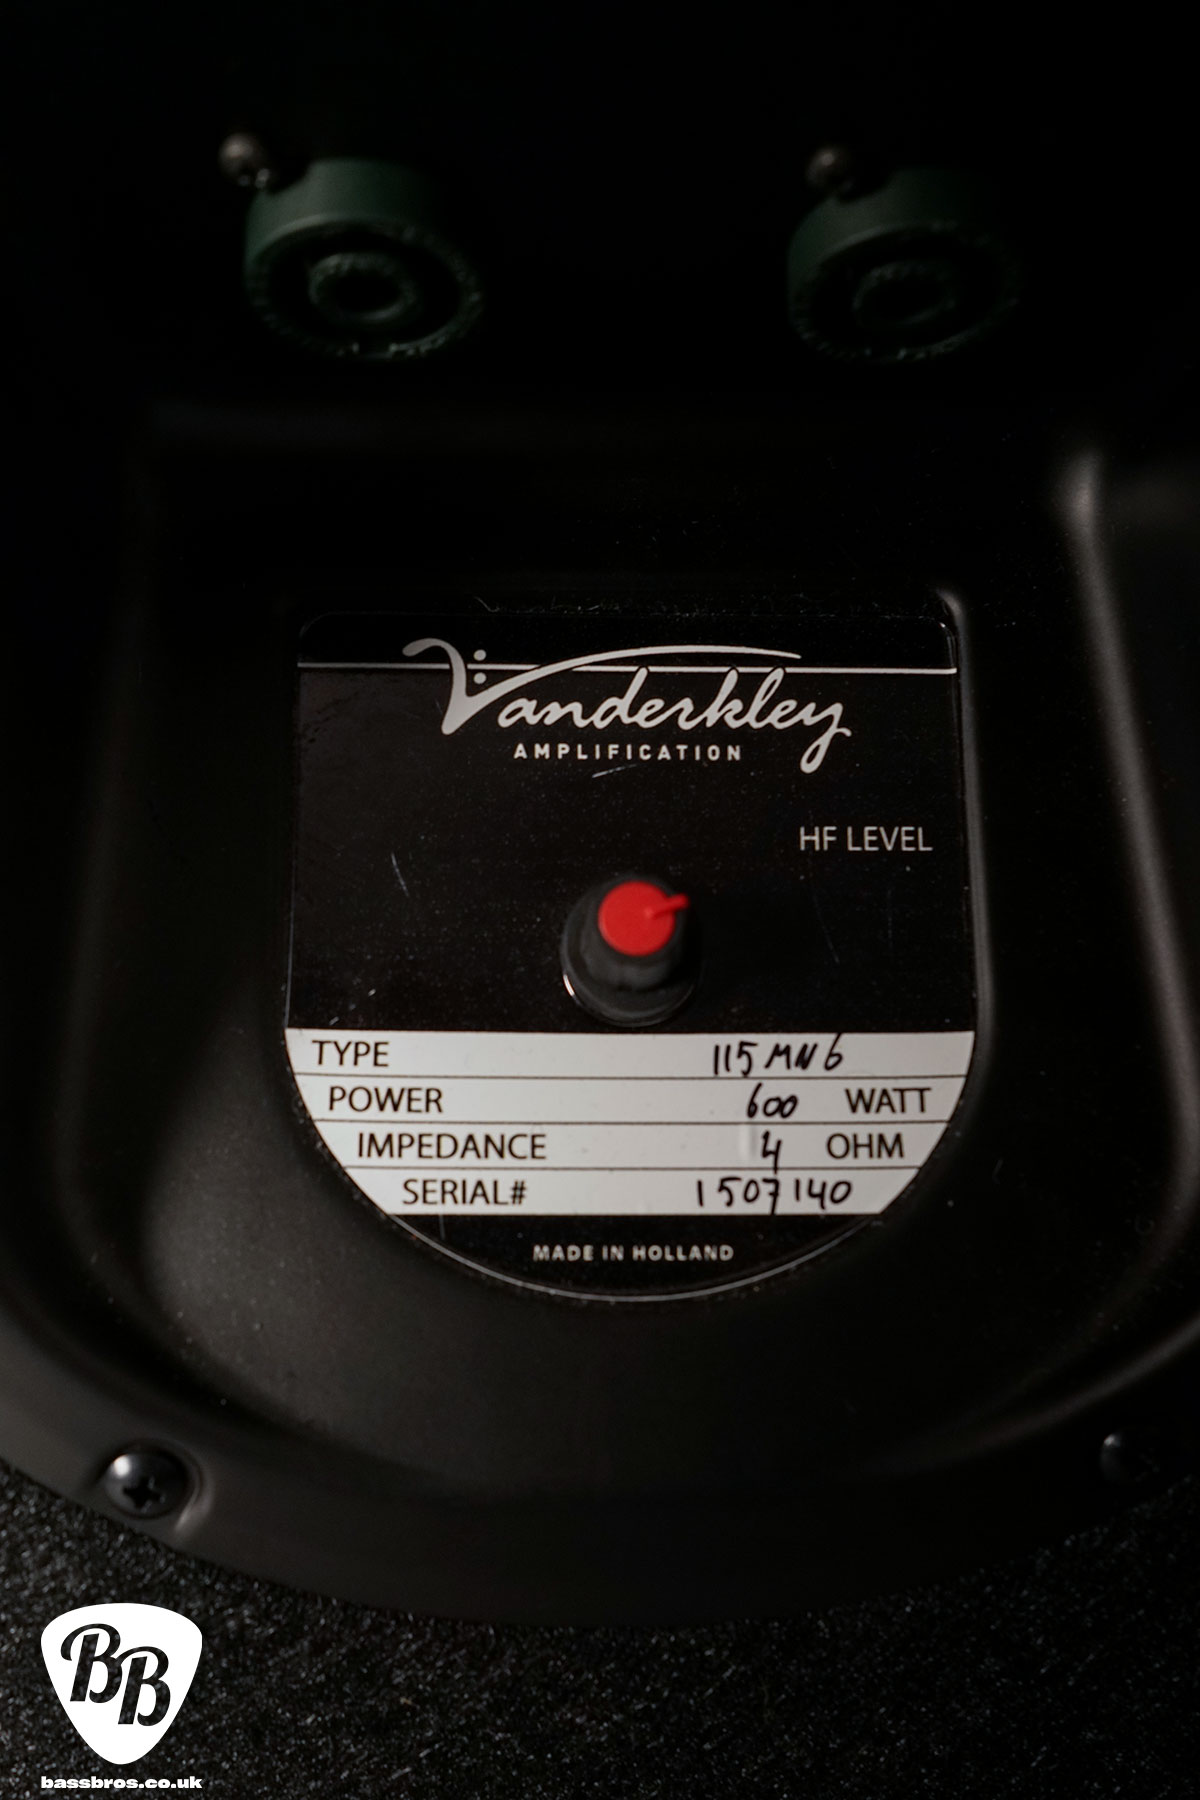 Vanderkley
AMPLIFICATION
HF LEVEL
TYPE 115 MN6
POWER 600 WATT
IMPEDANCE 4 OHM
SERIAL# 1507140
MADE IN HOLLAND
BB
bassbros.co.uk